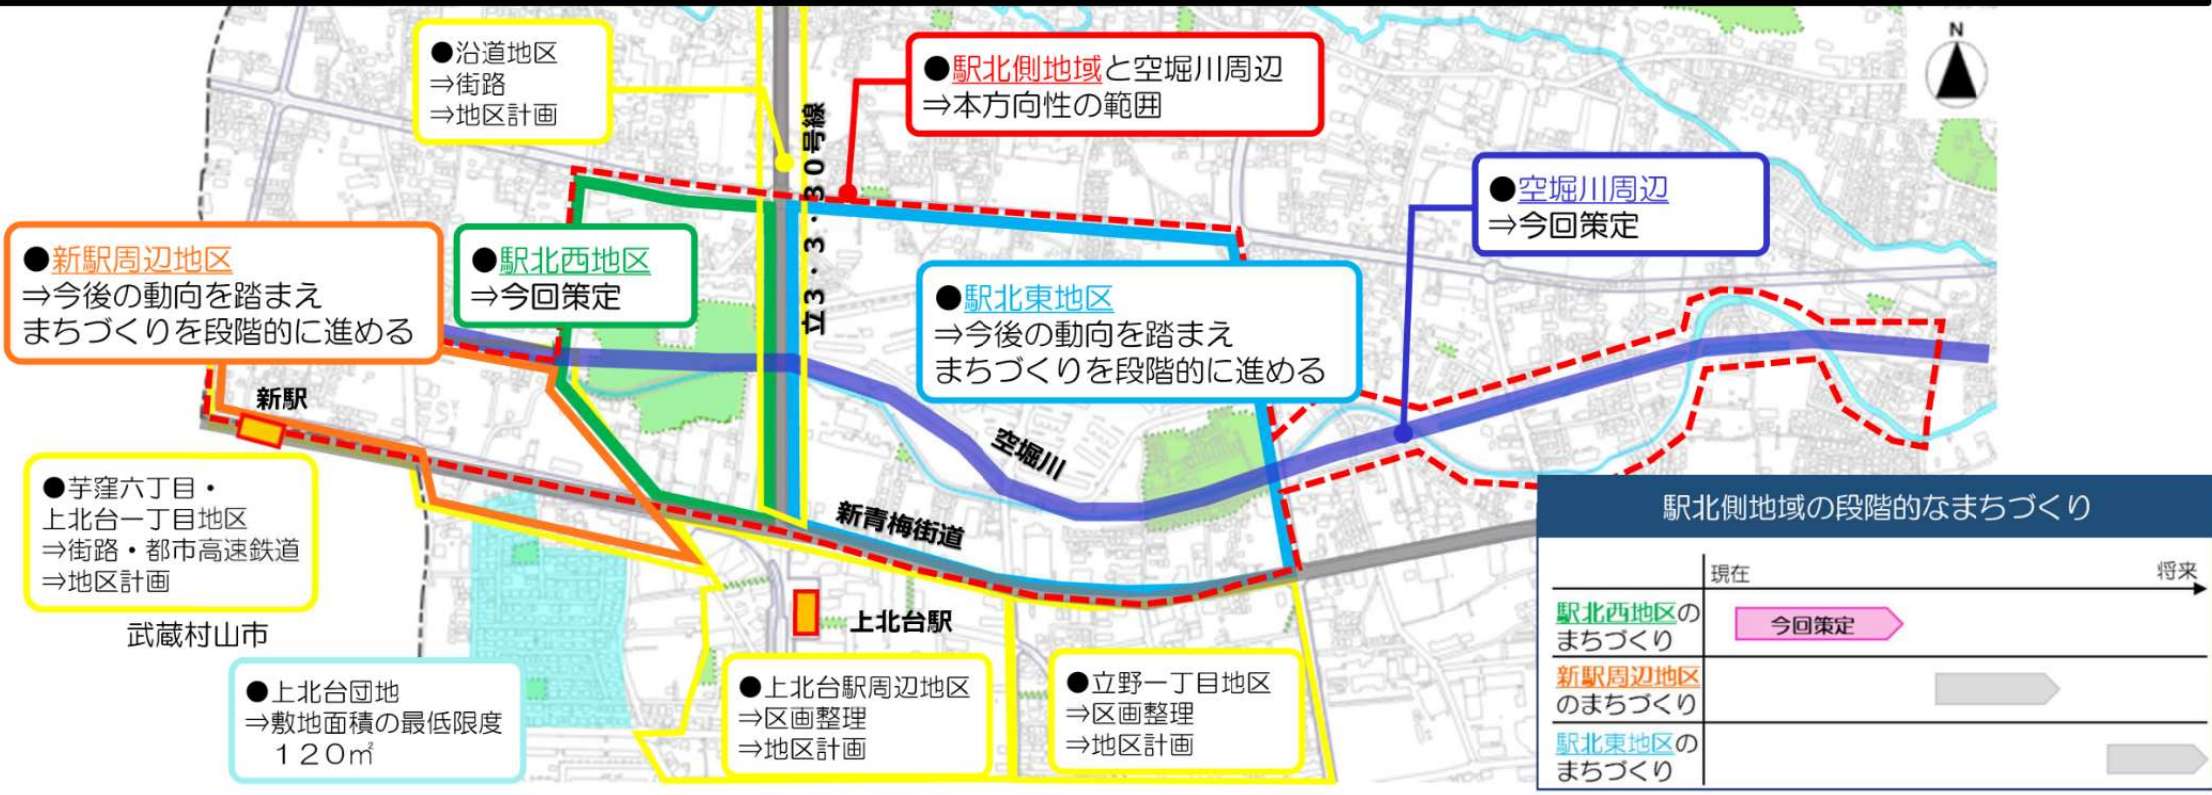 ●沿道地区
⇒街路
⇒地区計画
●駅北側地域と空堀川周辺
⇒本方向性の範囲
N
立3・3・30号線
●空堀川周辺
⇒今回策定
●新駅周辺地区
⇒今後の動向を踏まえ
まちづくりを段階的に進める
●駅北西地区
⇒今回策定
●駅北東地区
⇒今後の動向を踏まえ
まちづくりを段階的に進める
新駅
空堀川
新青梅街道
●芋窪六丁目・
上北台一丁目地区
⇒街路・都市高速鉄道
⇒地区計画
武蔵村山市
上北台駅
●上北台団地
⇒敷地面積の最低限度
120㎡
●上北台駅周辺地区
⇒区画整理
⇒地区計画
●立野一丁目地区
⇒区画整理
⇒地区計画
駅北側地域の段階的なまちづくり
現在
将来
駅北西地区の
まちづくり
今回策定
新駅周辺地区
のまちづくり
駅北東地区の
まちづくり